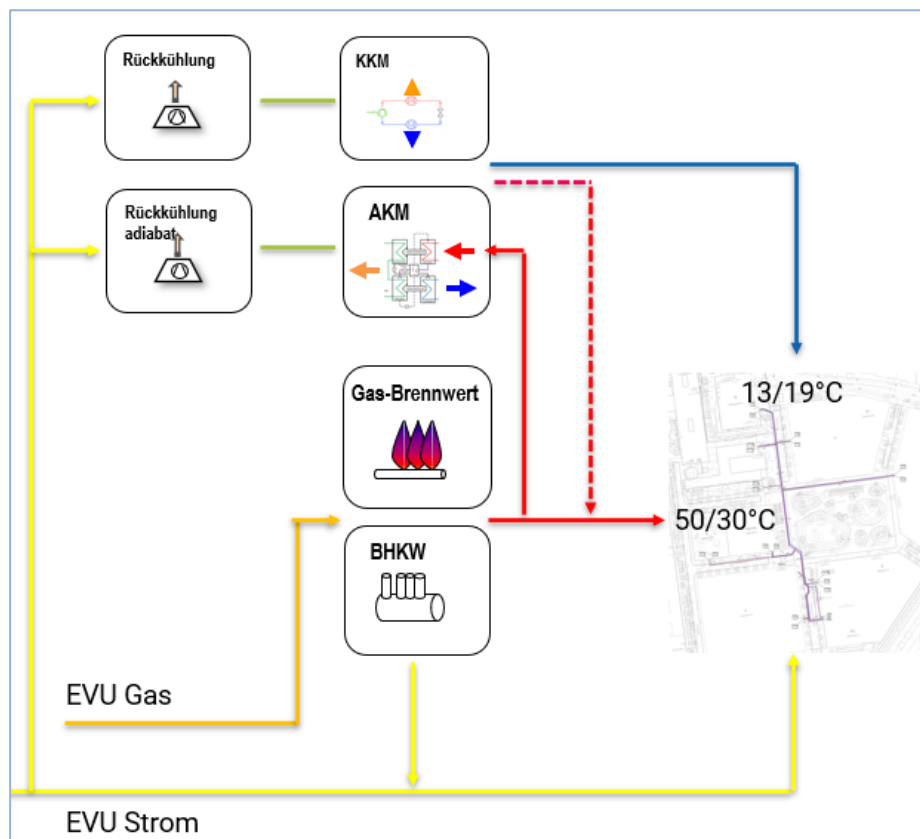 Rückkühlung
KKM
Rückkühlung
adiabat
AKM
Gas-Brennwert
13/19°C
50/30°C
BHKW
EVU Gas
EVU Strom